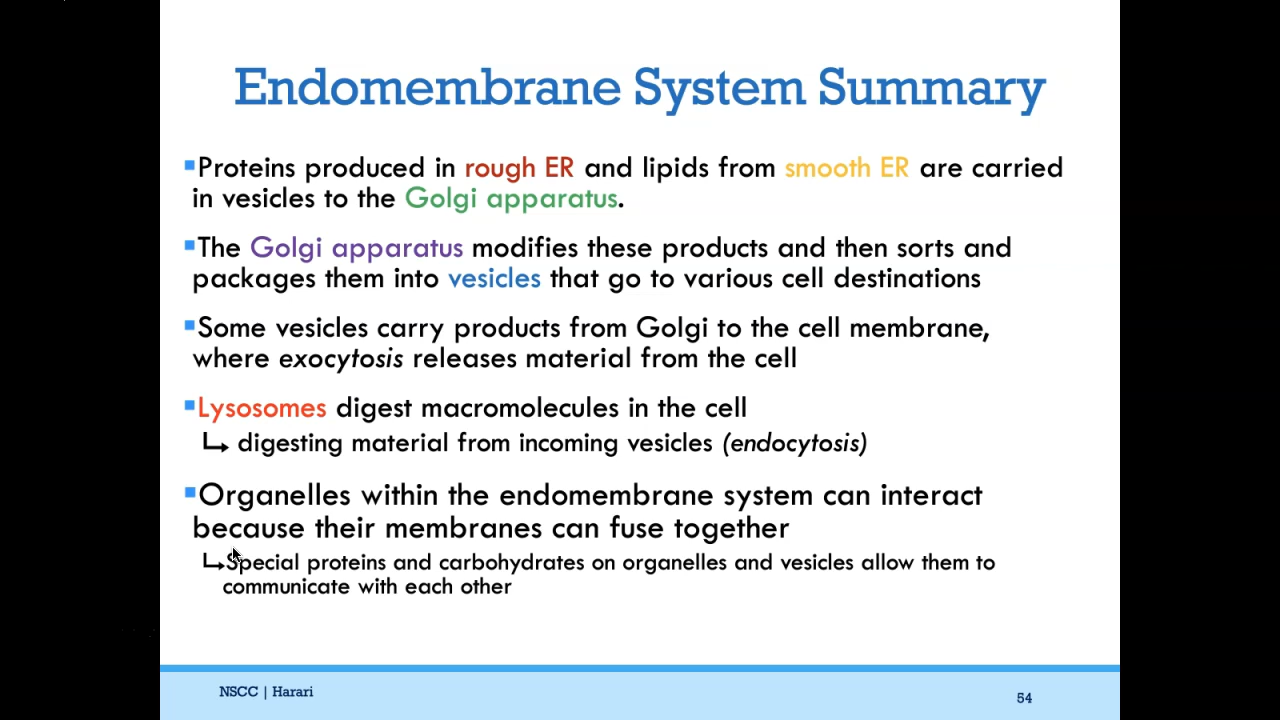 Endomembrane System Summary
▪Proteins produced in rough ER and lipids from smooth ER are carried
in vesicles to the Golgi apparatus.
▪The Golgi apparatus modifies these products and then sorts and
packages them into vesicles that go to various cell destinations
▪Some vesicles carry products from Golgi to the cell membrane,
where exocytosis releases material from the cell
▪Lysosomes digest macromolecules in the cell
↳ digesting material from incoming vesicles (endocytosis)
▪Organelles within the endomembrane system can interact
because their membranes can fuse together
↳Special proteins and carbohydrates on organelles and vesicles allow them to
communicate with each other
NSCC | Harari
54